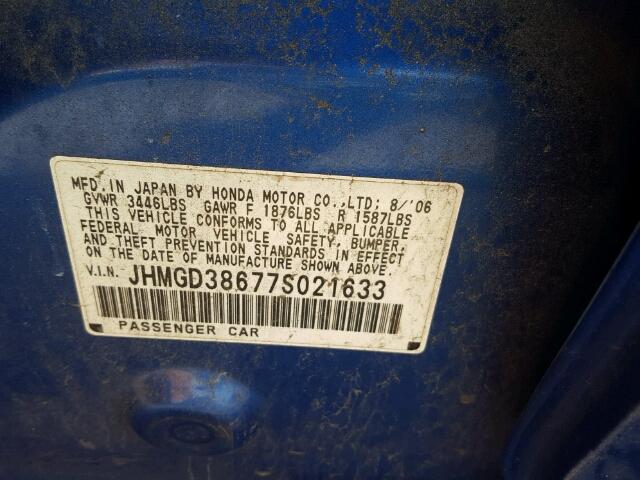 MFD. IN JAPAN BY HONDA MOTOR CO., LTD: 8/'06
GVWR 3446LBS GAWR F 1876LBS R 1587LBS
THIS VEHICLE CONFORMS TO ALL APPLICABLE
FEDERAL MOTOR VEHICLE SAFETY, BUMPER,
AND THEFT PREVENTION STANDARDS IN EFFECT
ON THE DATE OF MANUFACTURE SHOWN ABOVE.
V.I.N. JHMGD38677S021633
PASSENGER CAR